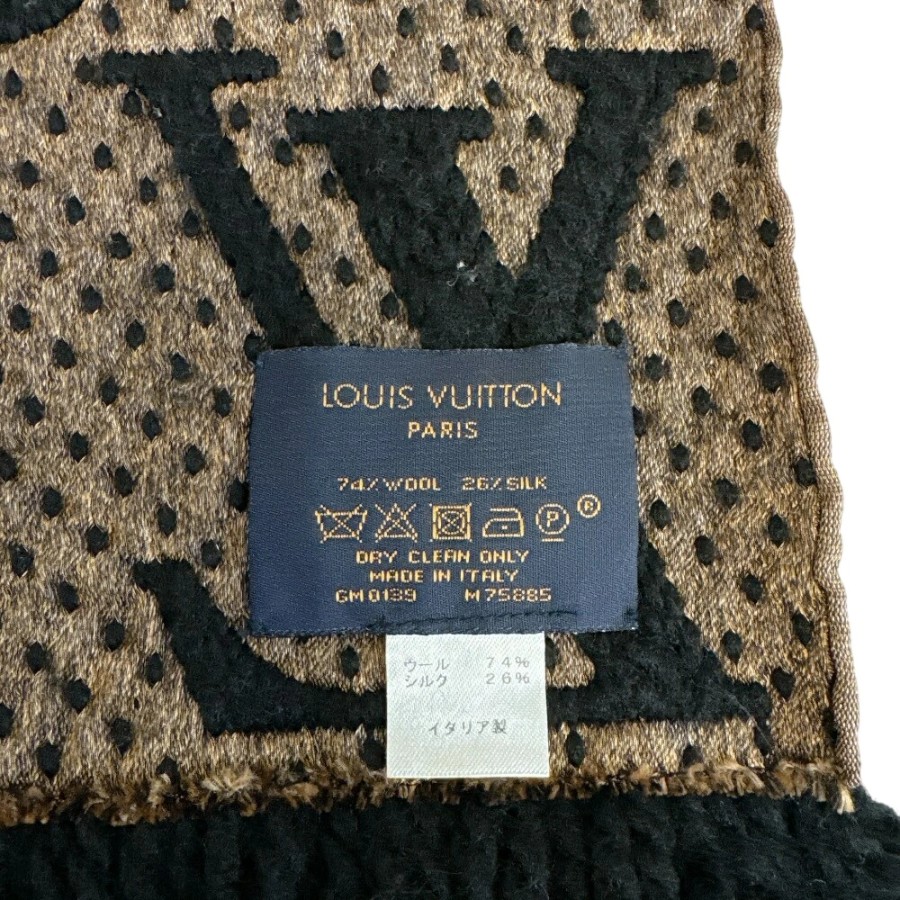 LOUIS VUITTON
PARIS
74% WOOL 26% SILK
P ®
DRY CLEAN ONLY
MADE IN ITALY
GM0139 M75885
ウール 74%
シルク 26%
イタリア製